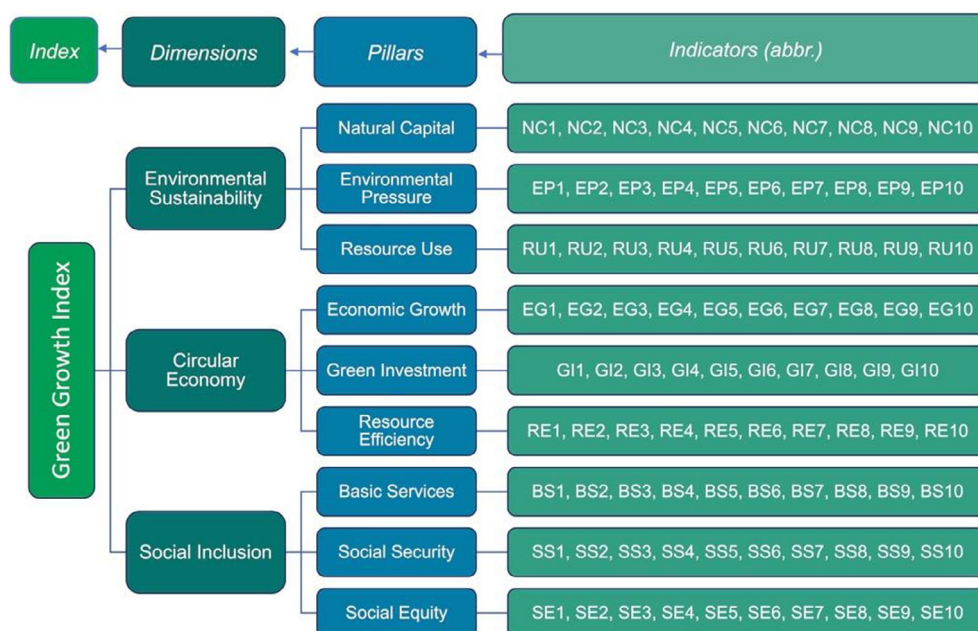 Index
Dimensions
Pillars
Indicators (abbr.)
Green Growth Index
Environmental
Sustainability
Natural Capital
NC1, NC2, NC3, NC4, NC5, NC6, NC7, NC8, NC9, NC10
Environmental
Pressure
EP1, EP2, EP3, EP4, EP5, EP6, EP7, EP8, EP9, EP10
Resource Use
RU1, RU2, RU3, RU4, RU5, RU6, RU7, RU8, RU9, RU10
Circular
Economy
Economic Growth
EG1, EG2, EG3, EG4, EG5, EG6, EG7, EG8, EG9, EG10
Green Investment
GI1, GI2, GI3, GI4, GI5, GI6, GI7, GI8, GI9, GI10
Resource
Efficiency
RE1, RE2, RE3, RE4, RE5, RE6, RE7, RE8, RE9, RE10
Social Inclusion
Basic Services
BS1, BS2, BS3, BS4, BS5, BS6, BS7, BS8, BS9, BS10
Social Security
SS1, SS2, SS3, SS4, SS5, SS6, SS7, SS8, SS9, SS10
Social Equity
SE1, SE2, SE3, SE4, SE5, SE6, SE7, SE8, SE9, SE10